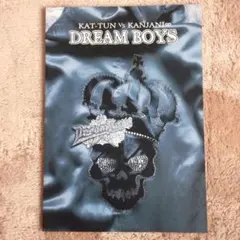 KAT-TUN Vs KANJANI∞
DREAM BOYS